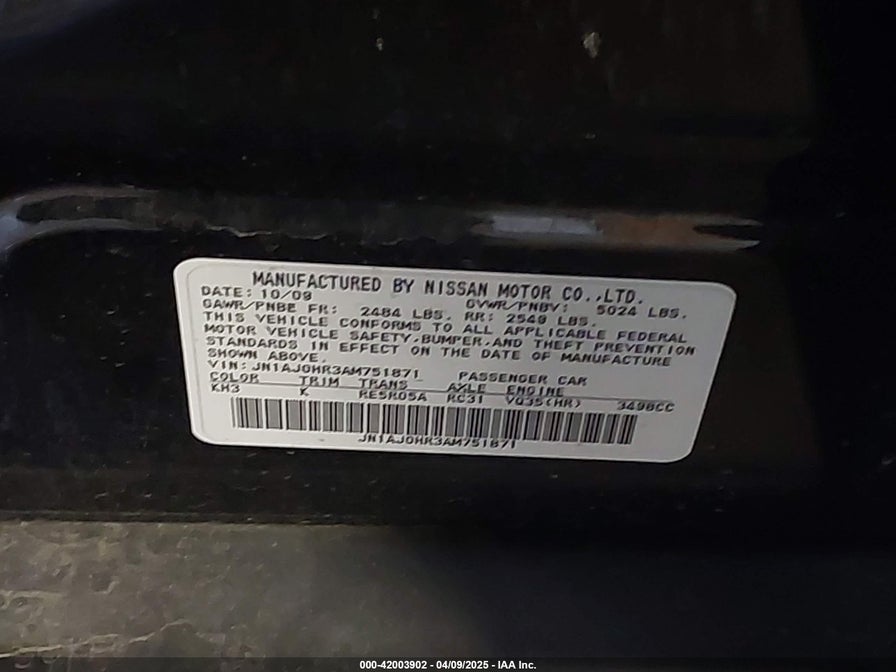 MANUFACTURED BY NISSAN MOTOR CO.,LTD.
DATE: 10/09 GVWR/PNBV: 5024 LBS.
GAWR/PNBE FR: 2484 LBS. RR: 2548 LBS.
THIS VEHICLE CONFORMS TO ALL APPLICABLE FEDERAL
MOTOR VEHICLE SAFETY,BUMPER,AND THEFT PREVENTION
STANDARDS IN EFFECT ON THE DATE OF MANUFACTURE
SHOWN ABOVE.
VIN: JN1AJ0HR3AM751871 PASSENGER CAR
COLOR TRIM TRANS AXLE ENGINE
KH3 K RE5R05A RC31 VQ35(HR) 3498CC
JN1AJ0HR3AM751871
000-42003902 - 04/09/2025 - IAA Inc.